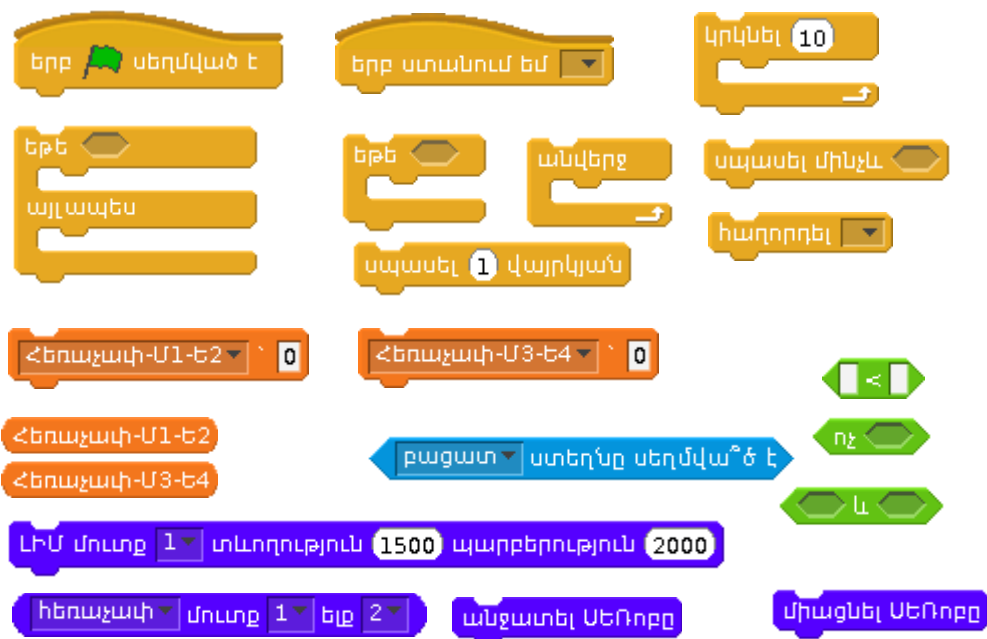 երբ սեղմված է
երբ ստանում եմ
կրկնել 10
եթե
այլապես
եթե
անվերջ
սպասել մինչև
հաղորդել
սպասել 1 վայրկյան
Հեռաչափ-Մ1-Ե2 ՝ 0
Հեռաչափ-Մ3-Ե4 ՝ 0
<
Հեռաչափ-Մ1-Ե2
ոչ
բացատ ստեղնը սեղմվա՞ծ է
Հեռաչափ-Մ3-Ե4
և
ԼԻՄ մուտք 1 տևողություն 1500 պարբերություն 2000
հեռաչափ մուտք 1 ելք 2
անջատել ՍԵՌոբը
միացնել ՍԵՌոբը